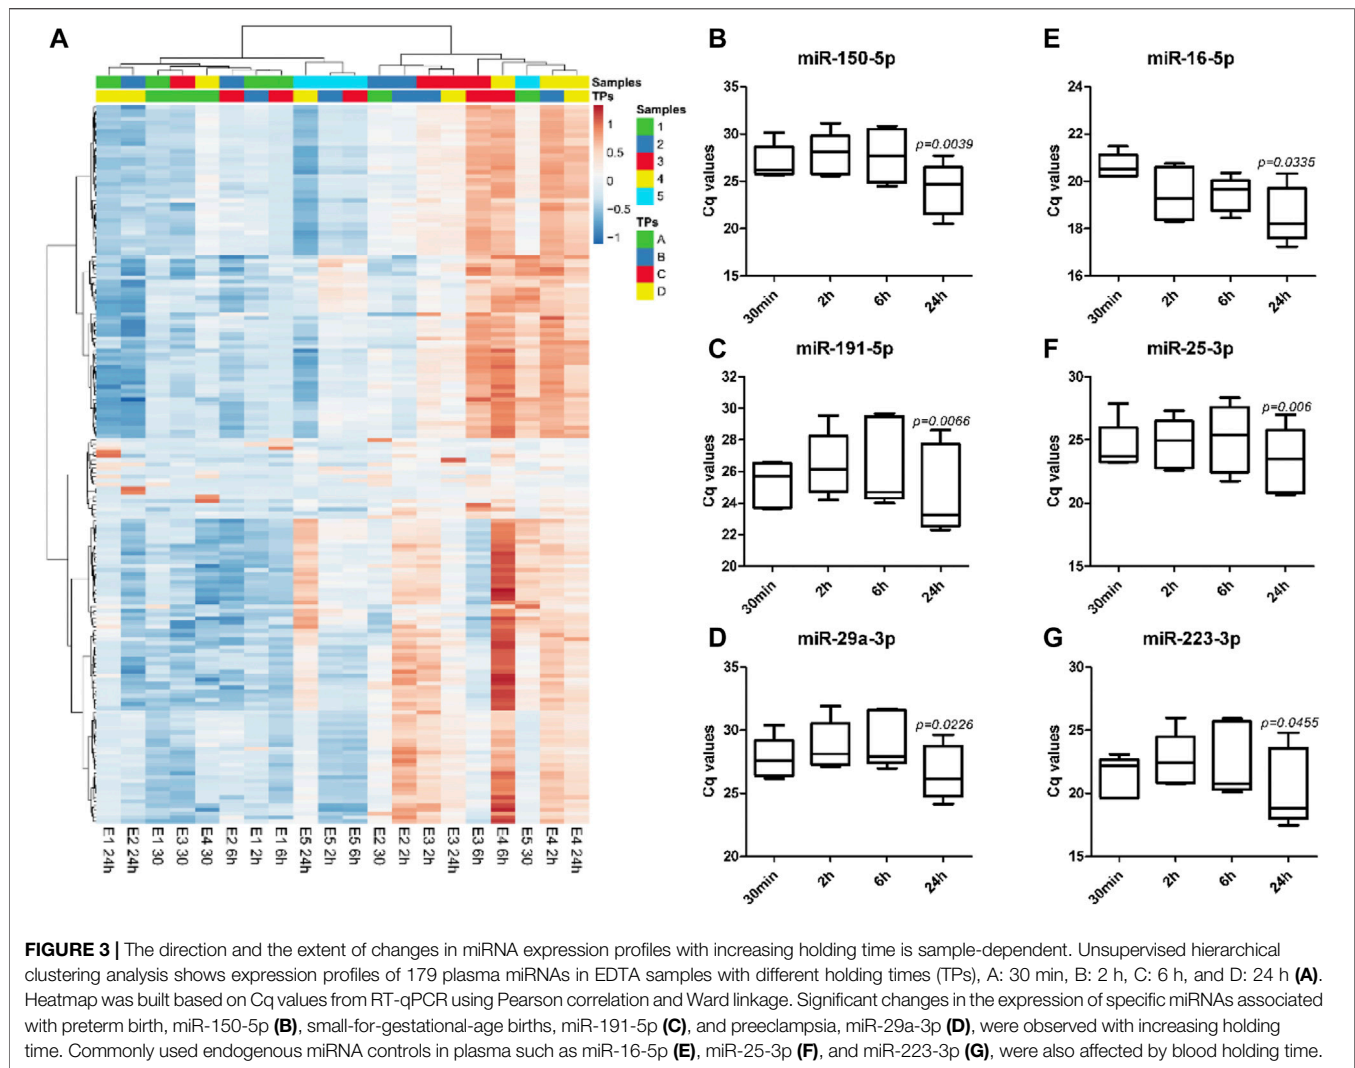 A
Samples
TPs
1
0.5
0
−0.5
−1
Samples
1
2
3
4
5
TPs
A
B
C
D
E1 24h
E2 24h
E1 30
E3 30
E4 30
E2 6h
E1 2h
E1 6h
E5 24h
E5 2h
E5 6h
E2 30
E2 2h
E3 2h
E3 24h
E3 6h
E4 6h
E5 30
E4 2h
E4 24h
B
miR-150-5p
Cq values
35
30
25
20
15
p=0.0039
30min
2h
6h
24h
E
miR-16-5p
Cq values
24
22
20
18
16
p=0.0335
30min
2h
6h
24h
C
miR-191-5p
Cq values
32
30
28
26
24
22
20
p=0.0066
30min
2h
6h
24h
F
miR-25-3p
Cq values
30
25
20
15
p=0.006
30min
2h
6h
24h
D
miR-29a-3p
Cq values
35
30
25
20
p=0.0226
30min
2h
6h
24h
G
miR-223-3p
Cq values
30
25
20
15
p=0.0455
30min
2h
6h
24h
FIGURE 3 | The direction and the extent of changes in miRNA expression profiles with increasing holding time is sample-dependent. Unsupervised hierarchical
clustering analysis shows expression profiles of 179 plasma miRNAs in EDTA samples with different holding times (TPs), A: 30 min, B: 2 h, C: 6 h, and D: 24 h (A).
Heatmap was built based on Cq values from RT-qPCR using Pearson correlation and Ward linkage. Significant changes in the expression of specific miRNAs associated
with preterm birth, miR-150-5p (B), small-for-gestational-age births, miR-191-5p (C), and preeclampsia, miR-29a-3p (D), were observed with increasing holding
time. Commonly used endogenous miRNA controls in plasma such as miR-16-5p (E), miR-25-3p (F), and miR-223-3p (G), were also affected by blood holding time.